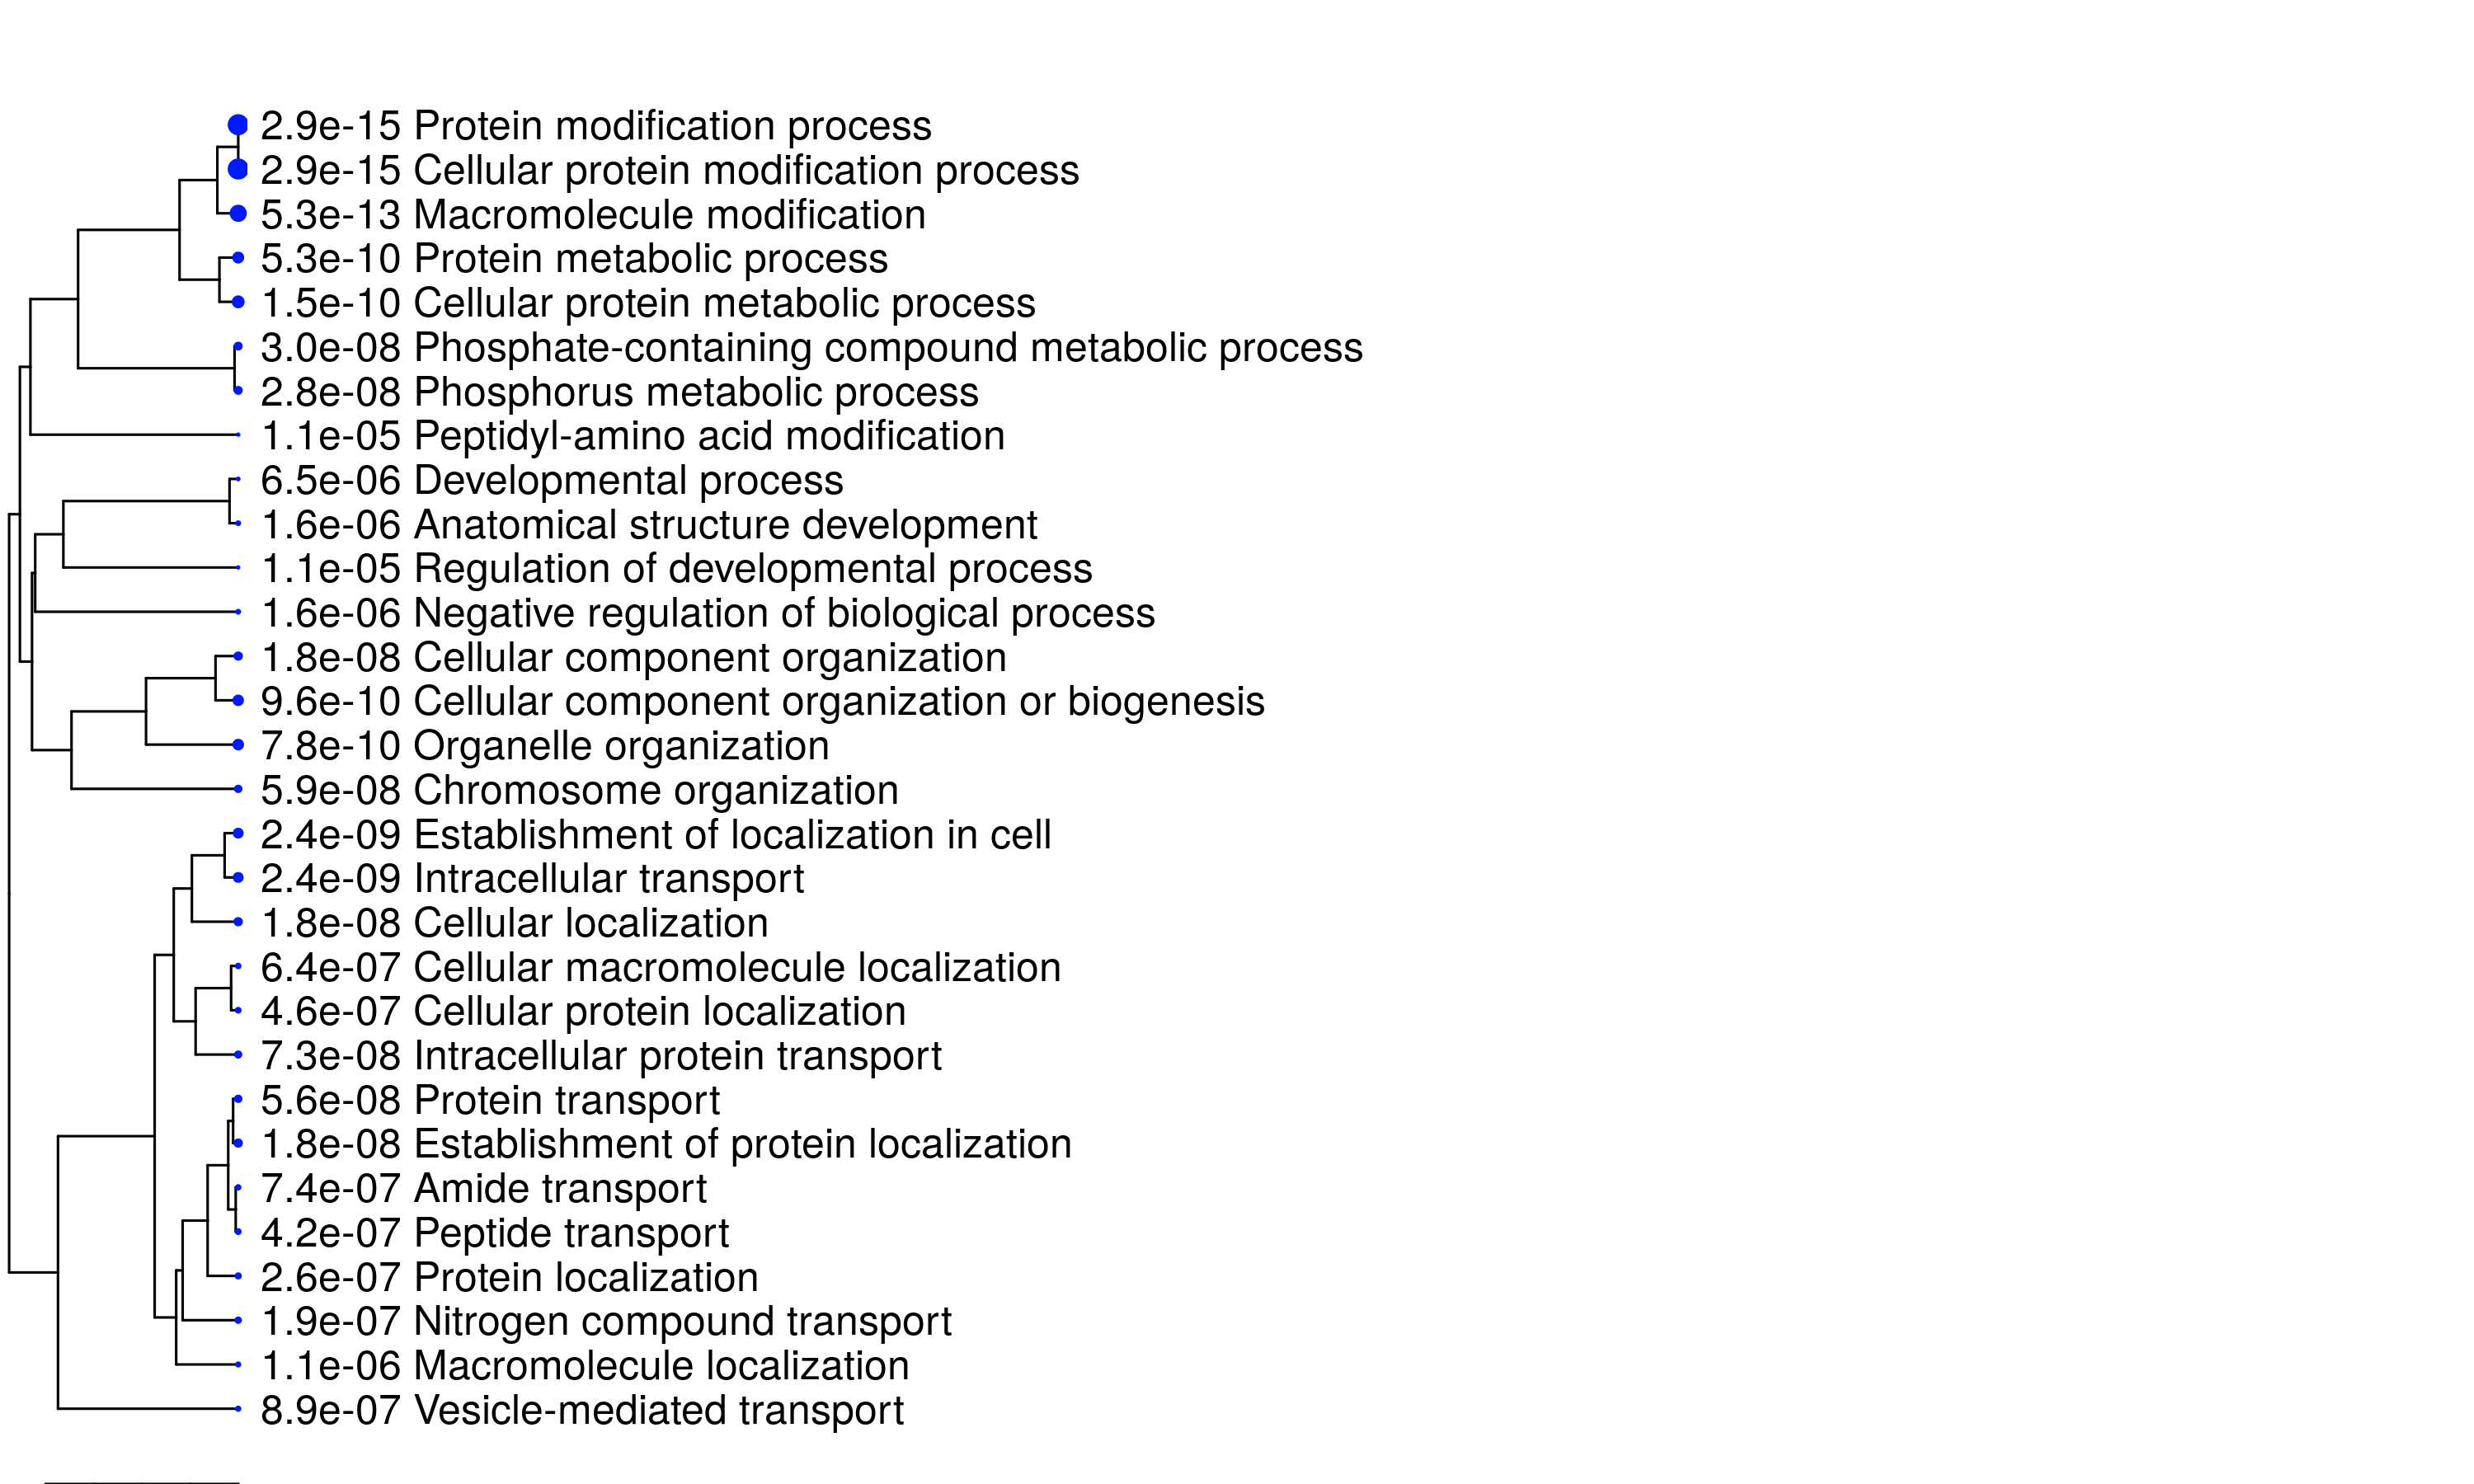 2.9e-15 Protein modification process
2.9e-15 Cellular protein modification process
5.3e-13 Macromolecule modification
5.3e-10 Protein metabolic process
1.5e-10 Cellular protein metabolic process
3.0e-08 Phosphate-containing compound metabolic process
2.8e-08 Phosphorus metabolic process
1.1e-05 Peptidyl-amino acid modification
6.5e-06 Developmental process
1.6e-06 Anatomical structure development
1.1e-05 Regulation of developmental process
1.6e-06 Negative regulation of biological process
1.8e-08 Cellular component organization
9.6e-10 Cellular component organization or biogenesis
7.8e-10 Organelle organization
5.9e-08 Chromosome organization
2.4e-09 Establishment of localization in cell
2.4e-09 Intracellular transport
1.8e-08 Cellular localization
6.4e-07 Cellular macromolecule localization
4.6e-07 Cellular protein localization
7.3e-08 Intracellular protein transport
5.6e-08 Protein transport
1.8e-08 Establishment of protein localization
7.4e-07 Amide transport
4.2e-07 Peptide transport
2.6e-07 Protein localization
1.9e-07 Nitrogen compound transport
1.1e-06 Macromolecule localization
8.9e-07 Vesicle-mediated transport